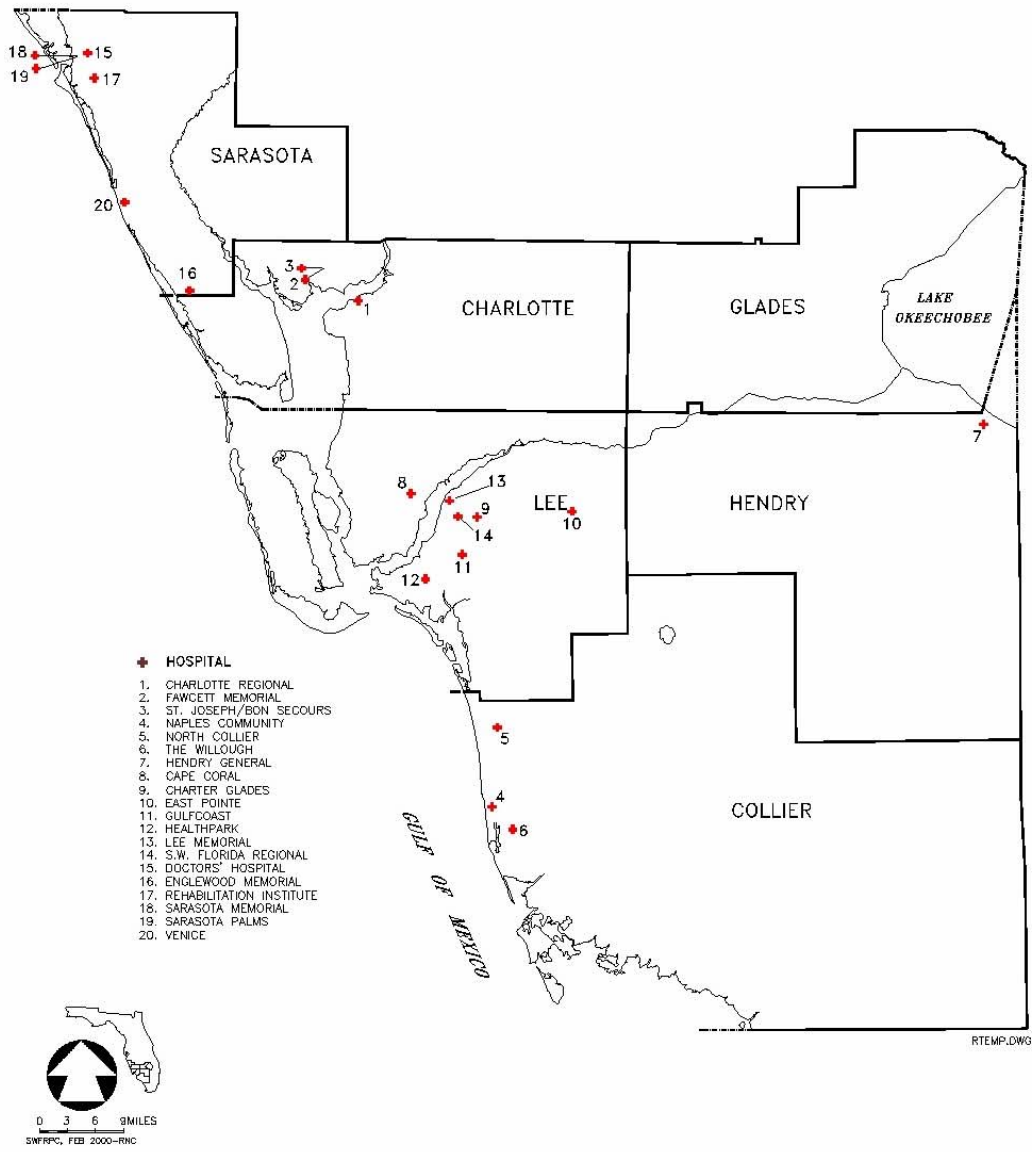 18
15
19
17
SARASOTA
20
3
16
2
1
CHARLOTTE
GLADES
LAKE
OKEECHOBEE
7
8
13
LEE
HENDRY
9
10
14
11
12
HOSPITAL
1. CHARLOTTE REGIONAL
2. FAWCETT MEMORIAL
3. ST. JOSEPH/BON SECOURS
4. NAPLES COMMUNITY
5. NORTH COLLIER
6. THE WILLOUGH
7. HENDRY GENERAL
8. CAPE CORAL
9. CHARTER GLADES
10. EAST POINTE
11. GULFCOAST
12. HEALTHPARK
13. LEE MEMORIAL
14. S.W. FLORIDA REGIONAL
15. DOCTORS' HOSPITAL
16. ENGLEWOOD MEMORIAL
17. REHABILITATION INSTITUTE
18. SARASOTA MEMORIAL
19. SARASOTA PALMS
20. VENICE
5
4
6
COLLIER
GULF OF MEXICO
RTEMP.DWG
0 3 6 9MILES
SWFRPC, FEB 2000-RNC